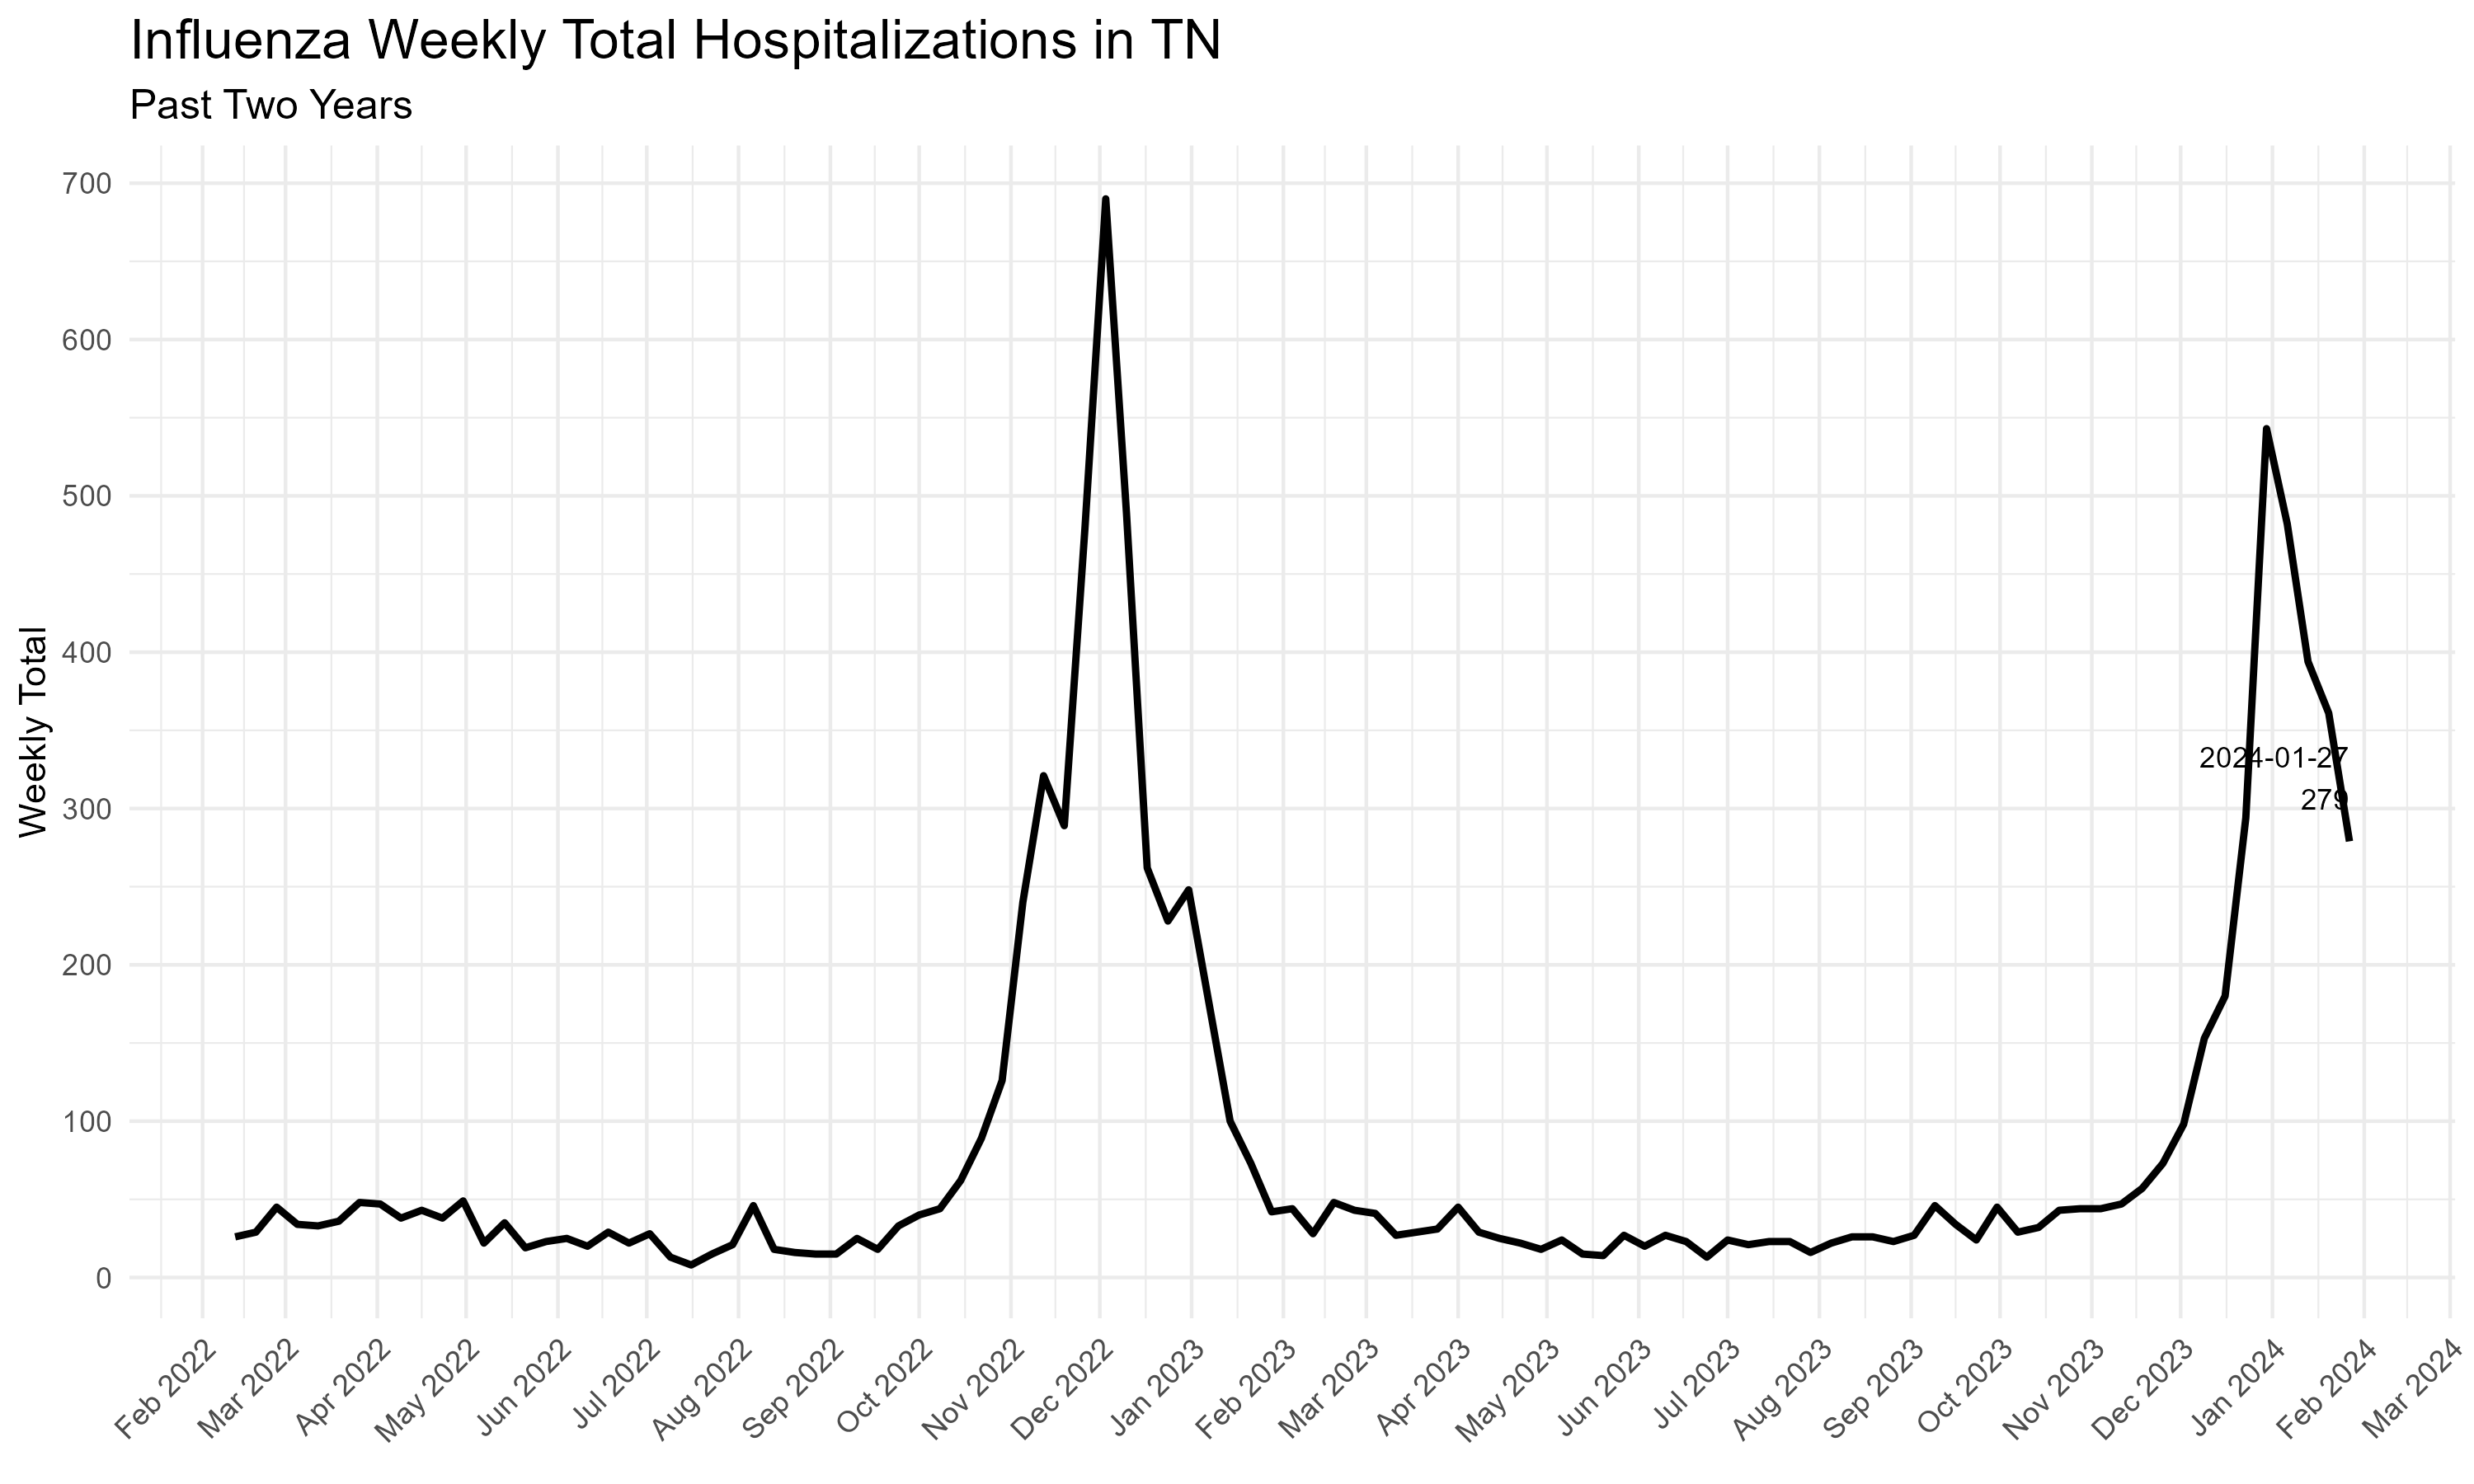 Influenza Weekly Total Hospitalizations in TN
Past Two Years
Weekly Total
700
600
500
400
300
200
100
0
2024-01-27
279
Feb 2022
Mar 2022
Apr 2022
May 2022
Jun 2022
Jul 2022
Aug 2022
Sep 2022
Oct 2022
Nov 2022
Dec 2022
Jan 2023
Feb 2023
Mar 2023
Apr 2023
May 2023
Jun 2023
Jul 2023
Aug 2023
Sep 2023
Oct 2023
Nov 2023
Dec 2023
Jan 2024
Feb 2024
Mar 2024